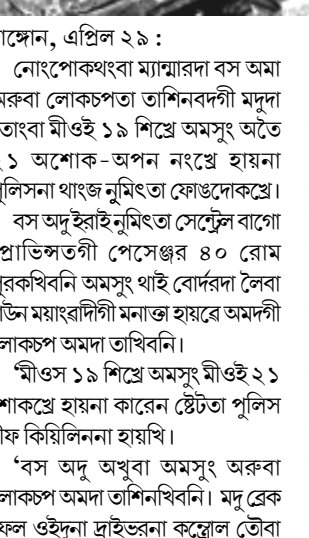 াঙ্গোন, এপ্রিল ২৯ :
নোংপোকথংবা ম্যান্মারদা বস অমা
মরুবা লোকচপতা তাশিনবদগী মদুদা
তোংবা মীওই ১৯ শিখ্রে অমসুং অতৈ
২১ অশোক-অপন নংখ্রে হায়না
পুলিসনা থাংজ নুমিৎতা ফোঙদোকখ্রে।
বস অদু ইরাই নুমিৎতা সেন্ট্রেল বাগো
প্রোভিন্সতগী পেসেঞ্জর ৪০ রোম
পুরকখিবনি অমসুং থাই বোর্দরদা লৈবা
টাউন ময়াংৱাদীগী মনাক্তা হায়রে অমদগী
লোকচপ অমদা তাখিবনি।
‘মীওস ১৯ শিখ্রে অমসুং মীওই ২১
শোকখ্রে হায়না কারেন ষ্টেটতা পুলিস
চীফ কিয়িলিননা হায়খি।
‘বস অদু অখুবা অমসুং অরুবা
লোকচপ অমদা তাশিনখিবনি। মদু ব্রেক
ফেল ওইদুনা দ্রাইভরনা কন্ত্রোল তৌবা